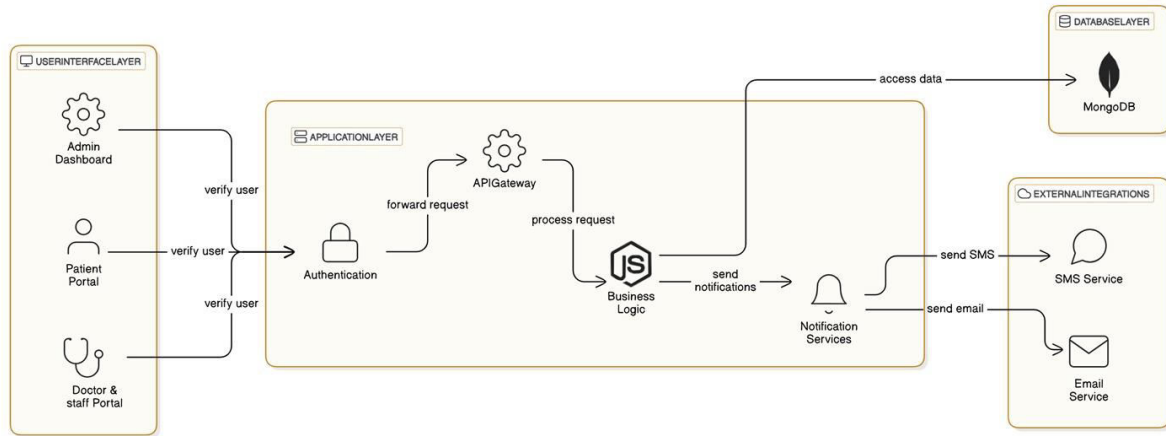 USERINTERFACELAYER
Admin
Dashboard
verify user
Patient
Portal
verify user
verify user
Doctor &
staff Portal
APPLICATIONLAYER
Authentication
forward request
APIGateway
process request
JS
Business
Logic
send
notifications
Notification
Services
access data
DATABASELAYER
MongoDB
send SMS
send email
EXTERNALINTEGRATIONS
SMS Service
Email
Service